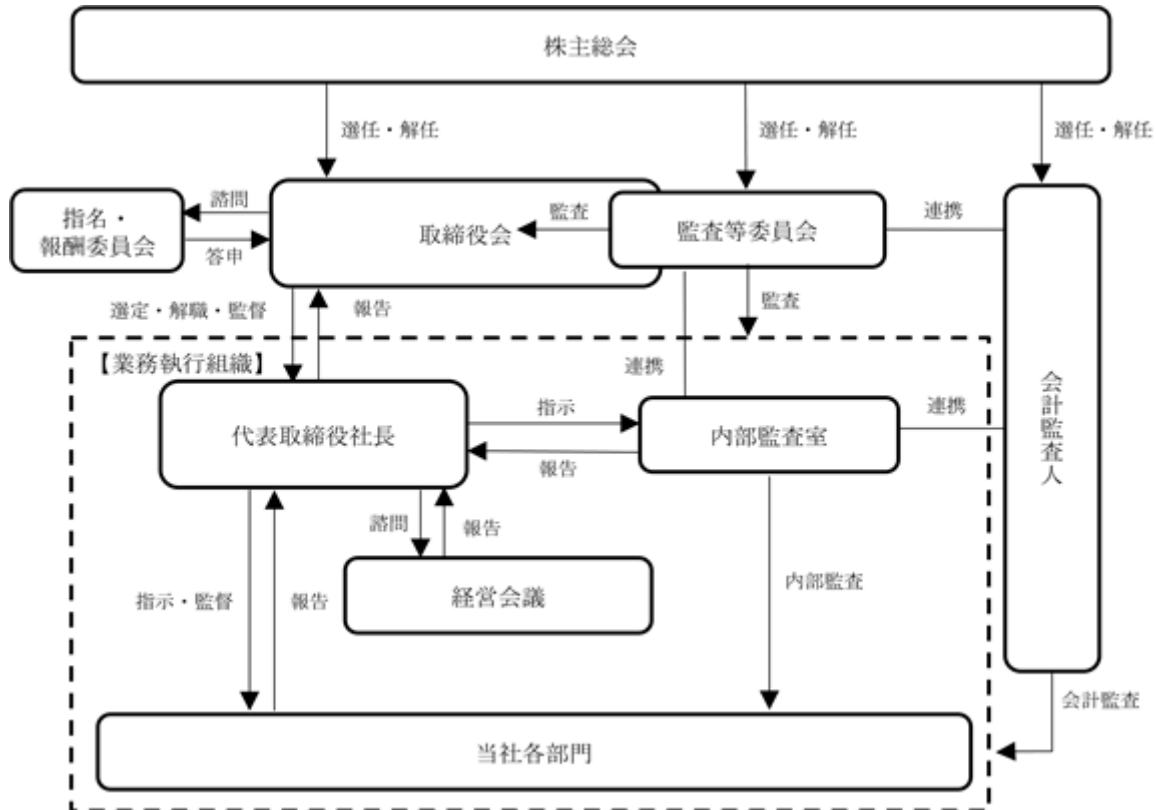 株主総会
選任・解任
選任・解任
選任・解任
指名・
報酬委員会
諮問
答申
取締役会
監査
監査等委員会
連携
選定・解職・監督
報告
監査
【業務執行組織】
連携
代表取締役社長
指示
報告
内部監査室
連携
会計監査人
諮問
報告
経営会議
指示・監督
報告
内部監査
会計監査
当社各部門